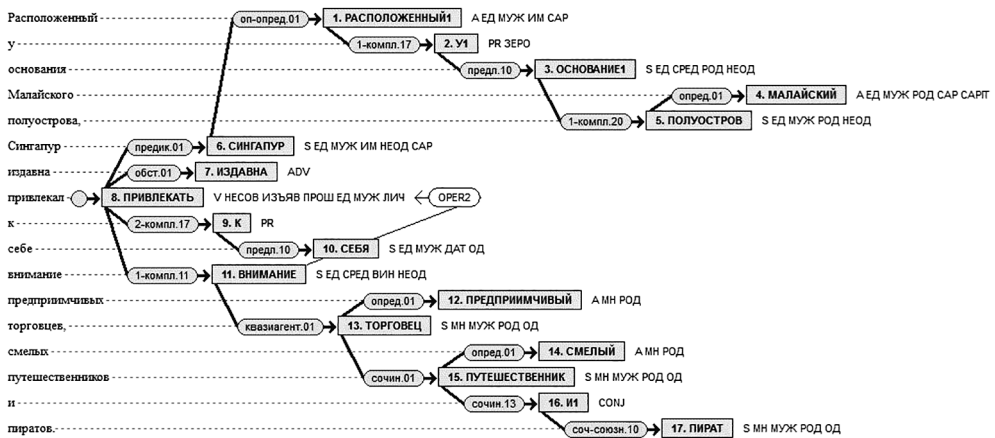 Расположенный оп-опред.01 1. РАСПОЛОЖЕННЫЙ1 A ЕД МУЖ ИМ CAP
у 1-компл.17 2. У1 PR ЗЕРО
основания предл.10 3. ОСНОВАНИЕ1 S ЕД СРЕД РОД НЕОД
Малайского опред.01 4. МАЛАЙСКИЙ A ЕД МУЖ РОД CAP CAPIT
полуострова, 1-компл.20 5. ПОЛУОСТРОВ S ЕД МУЖ РОД НЕОД
Сингапур предик.01 6. СИНГАПУР S ЕД МУЖ ИМ НЕОД CAP
издавна обст.01 7. ИЗДАВНА ADV
привлекал 8. ПРИВЛЕКАТЬ V НЕСОВ ИЗЪЯВ ПРОШ ЕД МУЖ ЛИЧ OPER2
к 2-компл.17 9. К PR
себе предл.10 10. СЕБЯ S ЕД МУЖ ДАТ ОД
внимание 1-компл.11 11. ВНИМАНИЕ S ЕД СРЕД ВИН НЕОД
предприимчивых опред.01 12. ПРЕДПРИИМЧИВЫЙ A МН РОД
торговцев, квазиагент.01 13. ТОРГОВЕЦ S МН МУЖ РОД ОД
смелых опред.01 14. СМЕЛЫЙ A МН РОД
путешественников сочин.01 15. ПУТЕШЕСТВЕННИК S МН МУЖ РОД ОД
и сочин.13 16. И1 CONJ
пиратов. соч-союзн.10 17. ПИРАТ S МН МУЖ РОД ОД